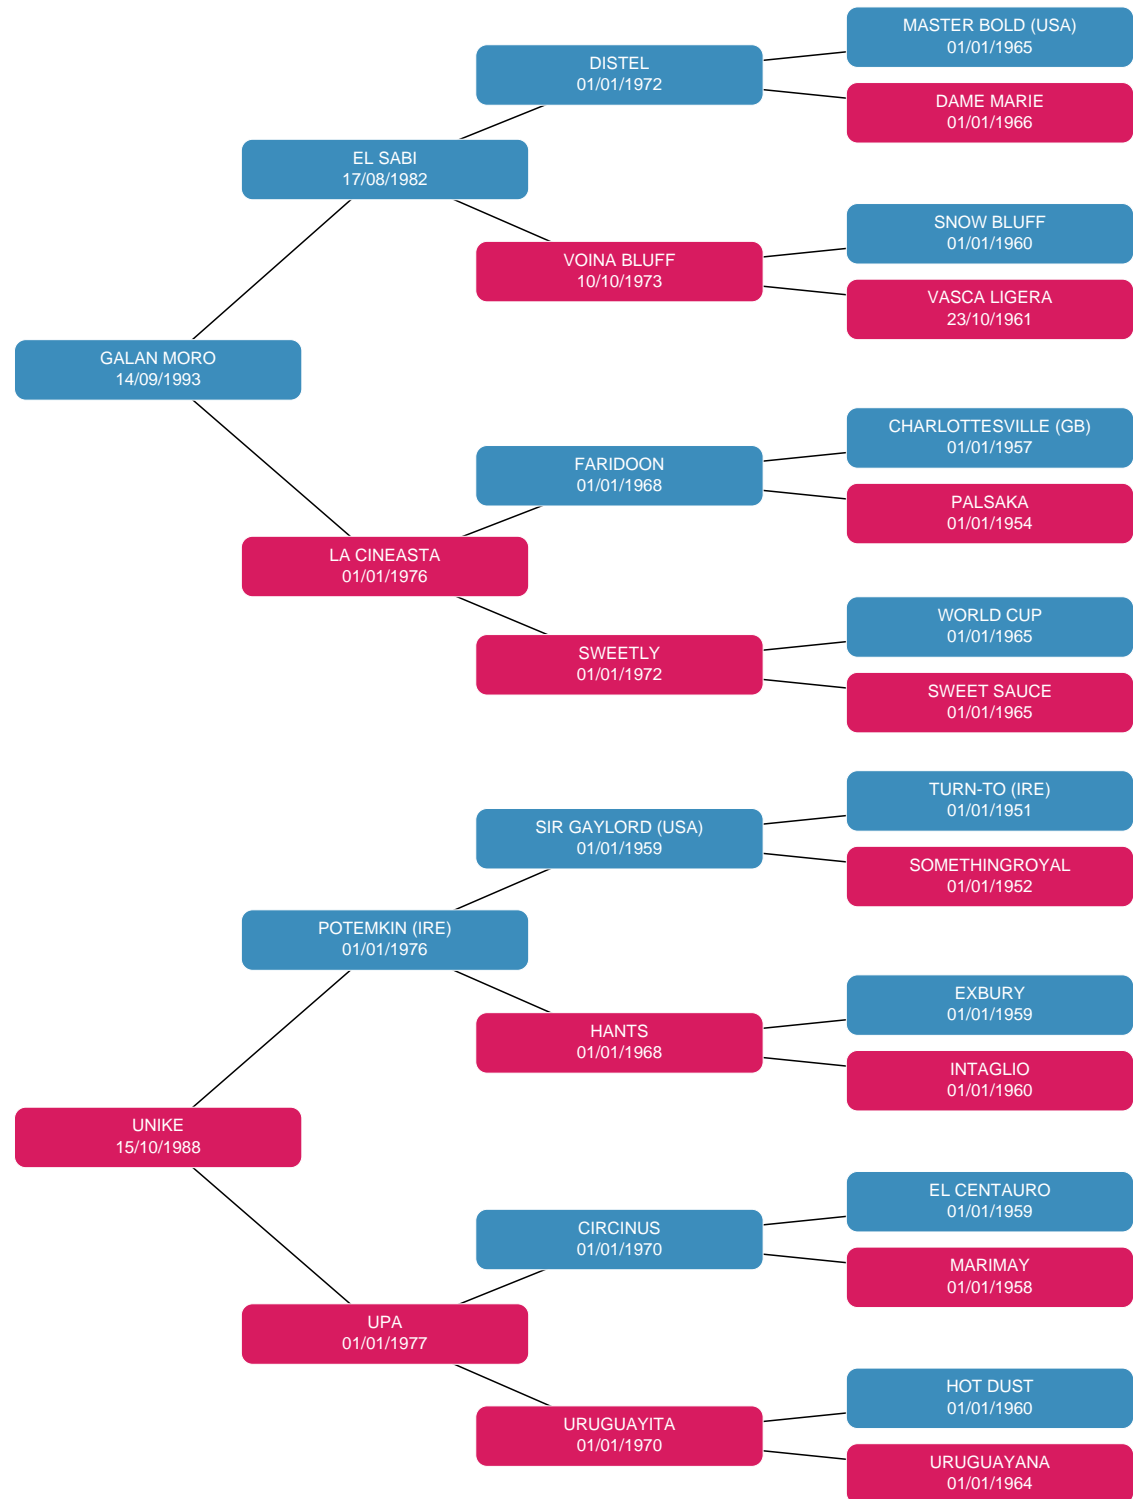 MASTER BOLD (USA)
01/01/1965
DISTEL
01/01/1972
DAME MARIE
01/01/1966
EL SABI
17/08/1982
SNOW BLUFF
01/01/1960
VOINA BLUFF
10/10/1973
VASCA LIGERA
23/10/1961
GALAN MORO
14/09/1993
CHARLOTTESVILLE (GB)
01/01/1957
FARIDOON
01/01/1968
PALSAKA
01/01/1954
LA CINEASTA
01/01/1976
WORLD CUP
01/01/1965
SWEETLY
01/01/1972
SWEET SAUCE
01/01/1965
TURN-TO (IRE)
01/01/1951
SIR GAYLORD (USA)
01/01/1959
SOMETHINGROYAL
01/01/1952
POTEMKIN (IRE)
01/01/1976
EXBURY
01/01/1959
HANTS
01/01/1968
INTAGLIO
01/01/1960
UNIKE
15/10/1988
EL CENTAURO
01/01/1959
CIRCINUS
01/01/1970
MARIMAY
01/01/1958
UPA
01/01/1977
HOT DUST
01/01/1960
URUGUAYITA
01/01/1970
URUGUAYANA
01/01/1964